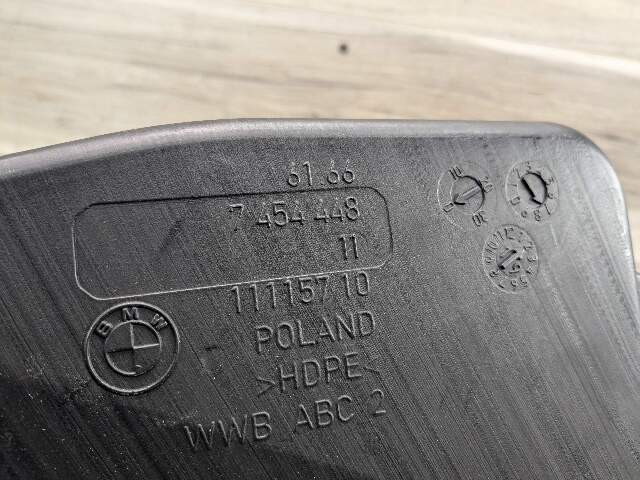 61.66
7 454 448
11
11115710
POLAND
>HDPE<
WWB ABC 2
BMW